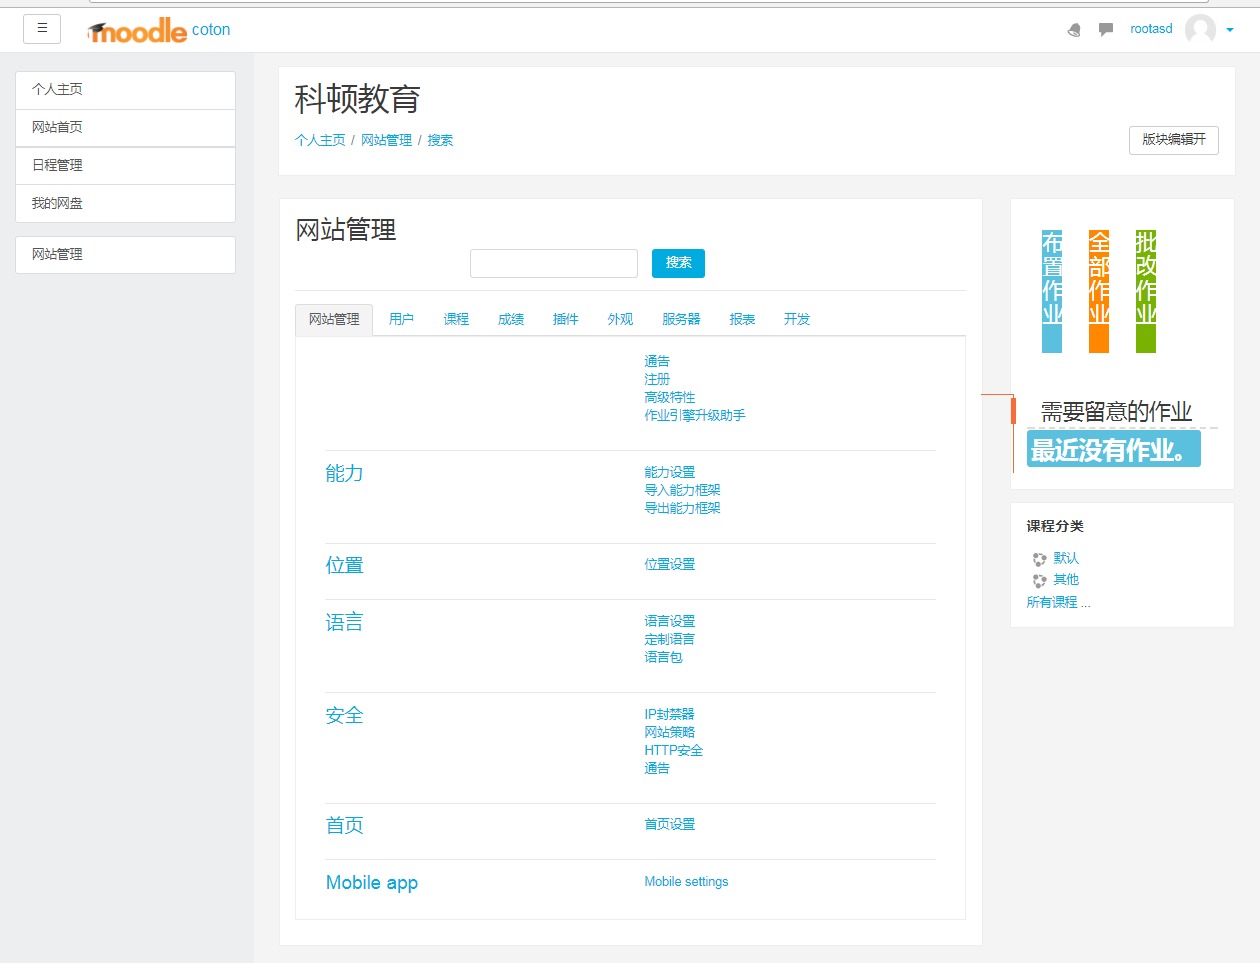 ☰
moodle coton
rootasd
个人主页
网站首页
日程管理
我的网盘
网站管理
科顿教育
个人主页 / 网站管理 / 搜索
版块编辑开
网站管理
搜索
网站管理 用户 课程 成绩 插件 外观 服务器 报表 开发
通告
注册
高级特性
作业引擎升级助手
能力
能力设置
导入能力框架
导出能力框架
位置
位置设置
语言
语言设置
定制语言
语言包
安全
IP封禁器
网站策略
HTTP安全
通告
首页
首页设置
Mobile app
Mobile settings
布置作业
全部作业
批改作业
需要留意的作业
最近没有作业。
课程分类
默认
其他
所有课程 ...